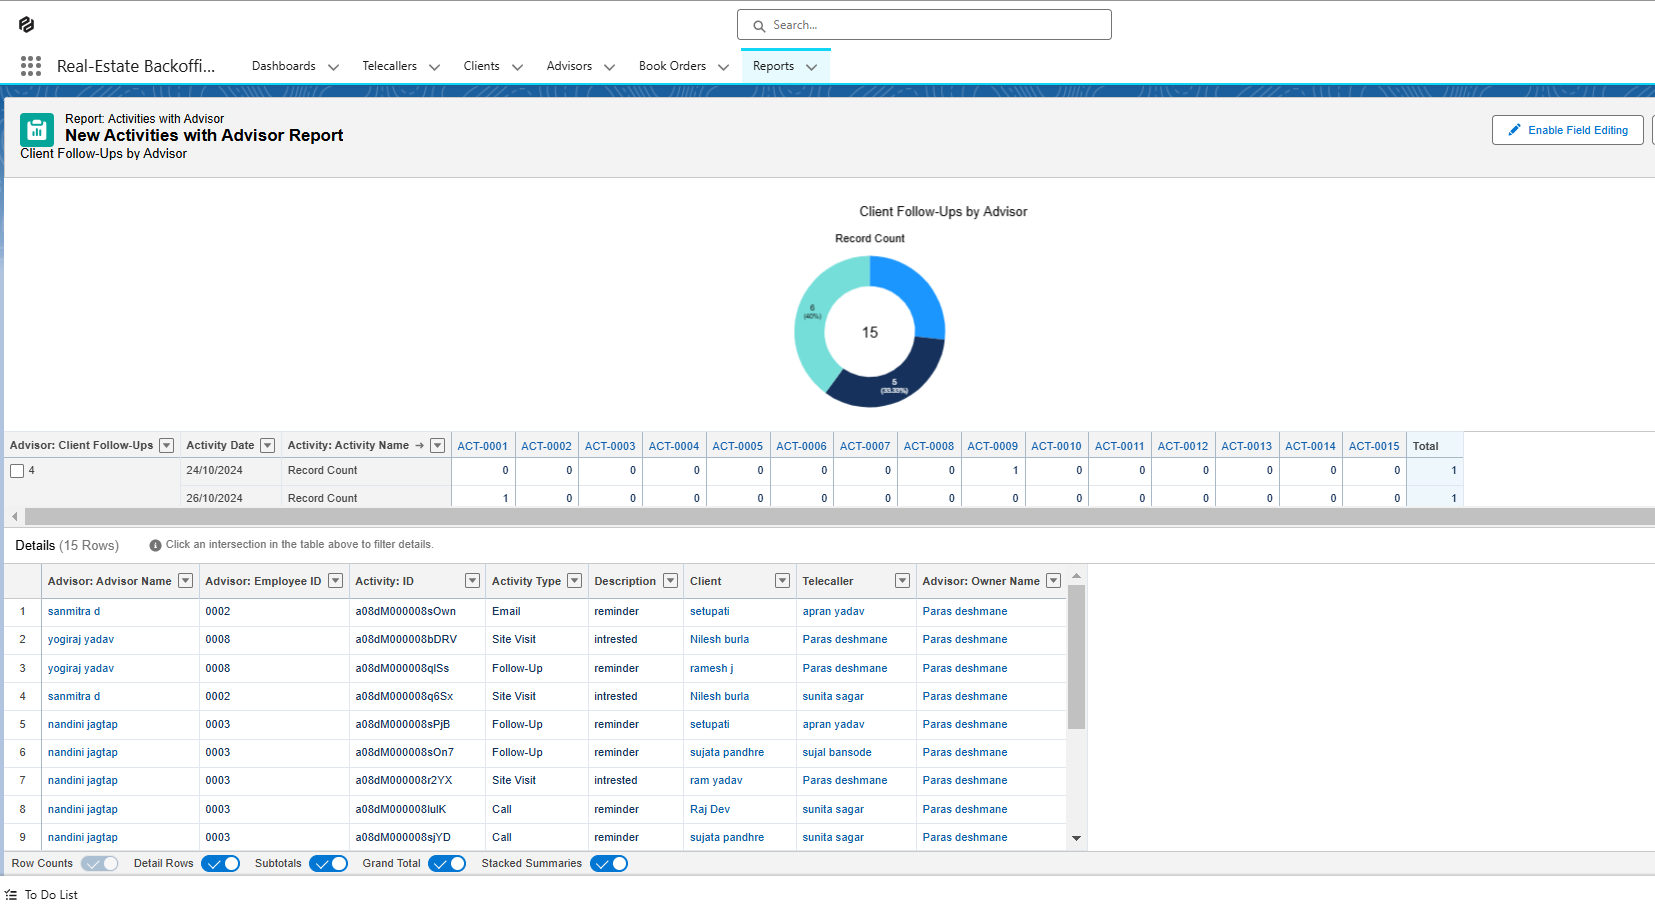 Search...
Real-Estate Backoffi... Dashboards Telecallers Clients Advisors Book Orders Reports
Report: Activities with Advisor
New Activities with Advisor Report
Client Follow-Ups by Advisor
Enable Field Editing
Client Follow-Ups by Advisor
Record Count
6
(40%)
15
5
(33.33%)
Advisor: Client Follow-Ups Activity Date Activity: Activity Name → ACT-0001 ACT-0002 ACT-0003 ACT-0004 ACT-0005 ACT-0006 ACT-0007 ACT-0008 ACT-0009 ACT-0010 ACT-0011 ACT-0012 ACT-0013 ACT-0014 ACT-0015 Total
4 24/10/2024 Record Count 0 0 0 0 0 0 0 0 1 0 0 0 0 0 0 1
26/10/2024 Record Count 1 0 0 0 0 0 0 0 0 0 0 0 0 0 0 1
Details (15 Rows) Click an intersection in the table above to filter details.
Advisor: Advisor Name Advisor: Employee ID Activity: ID Activity Type Description Client Telecaller Advisor: Owner Name
1 sanmitra d 0002 a08dM000008sOwn Email reminder setupati apran yadav Paras deshmane
2 yogiraj yadav 0008 a08dM000008bDRV Site Visit intrested Nilesh burla Paras deshmane Paras deshmane
3 yogiraj yadav 0008 a08dM000008qlSs Follow-Up reminder ramesh j Paras deshmane Paras deshmane
4 sanmitra d 0002 a08dM000008q6Sx Site Visit intrested Nilesh burla sunita sagar Paras deshmane
5 nandini jagtap 0003 a08dM000008sPjB Follow-Up reminder setupati apran yadav Paras deshmane
6 nandini jagtap 0003 a08dM000008sOn7 Follow-Up reminder sujata pandhre sujal bansode Paras deshmane
7 nandini jagtap 0003 a08dM000008r2YX Site Visit intrested ram yadav Paras deshmane Paras deshmane
8 nandini jagtap 0003 a08dM000008luIK Call reminder Raj Dev sunita sagar Paras deshmane
9 nandini jagtap 0003 a08dM000008sjYD Call reminder sujata pandhre sunita sagar Paras deshmane
Row Counts Detail Rows Subtotals Grand Total Stacked Summaries
To Do List